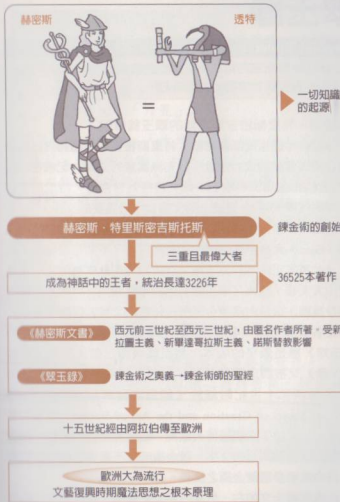 赫密斯
透特
=
一切知識
的起源
赫密斯・特里斯密吉斯托斯
鍊金術的創始
三重且最偉大者
成為神話中的王者，統治長達3226年
36525本著作
《赫密斯文書》
西元前三世紀至西元三世紀，由匿名作者所著。受新
拉圖主義、新畢達哥拉斯主義、諾斯替教影響
《翠玉錄》
鍊金術之奧義→鍊金術師的聖經
十五世紀經由阿拉伯傳至歐洲
歐洲大為流行
文藝復興時期魔法思想之根本原理